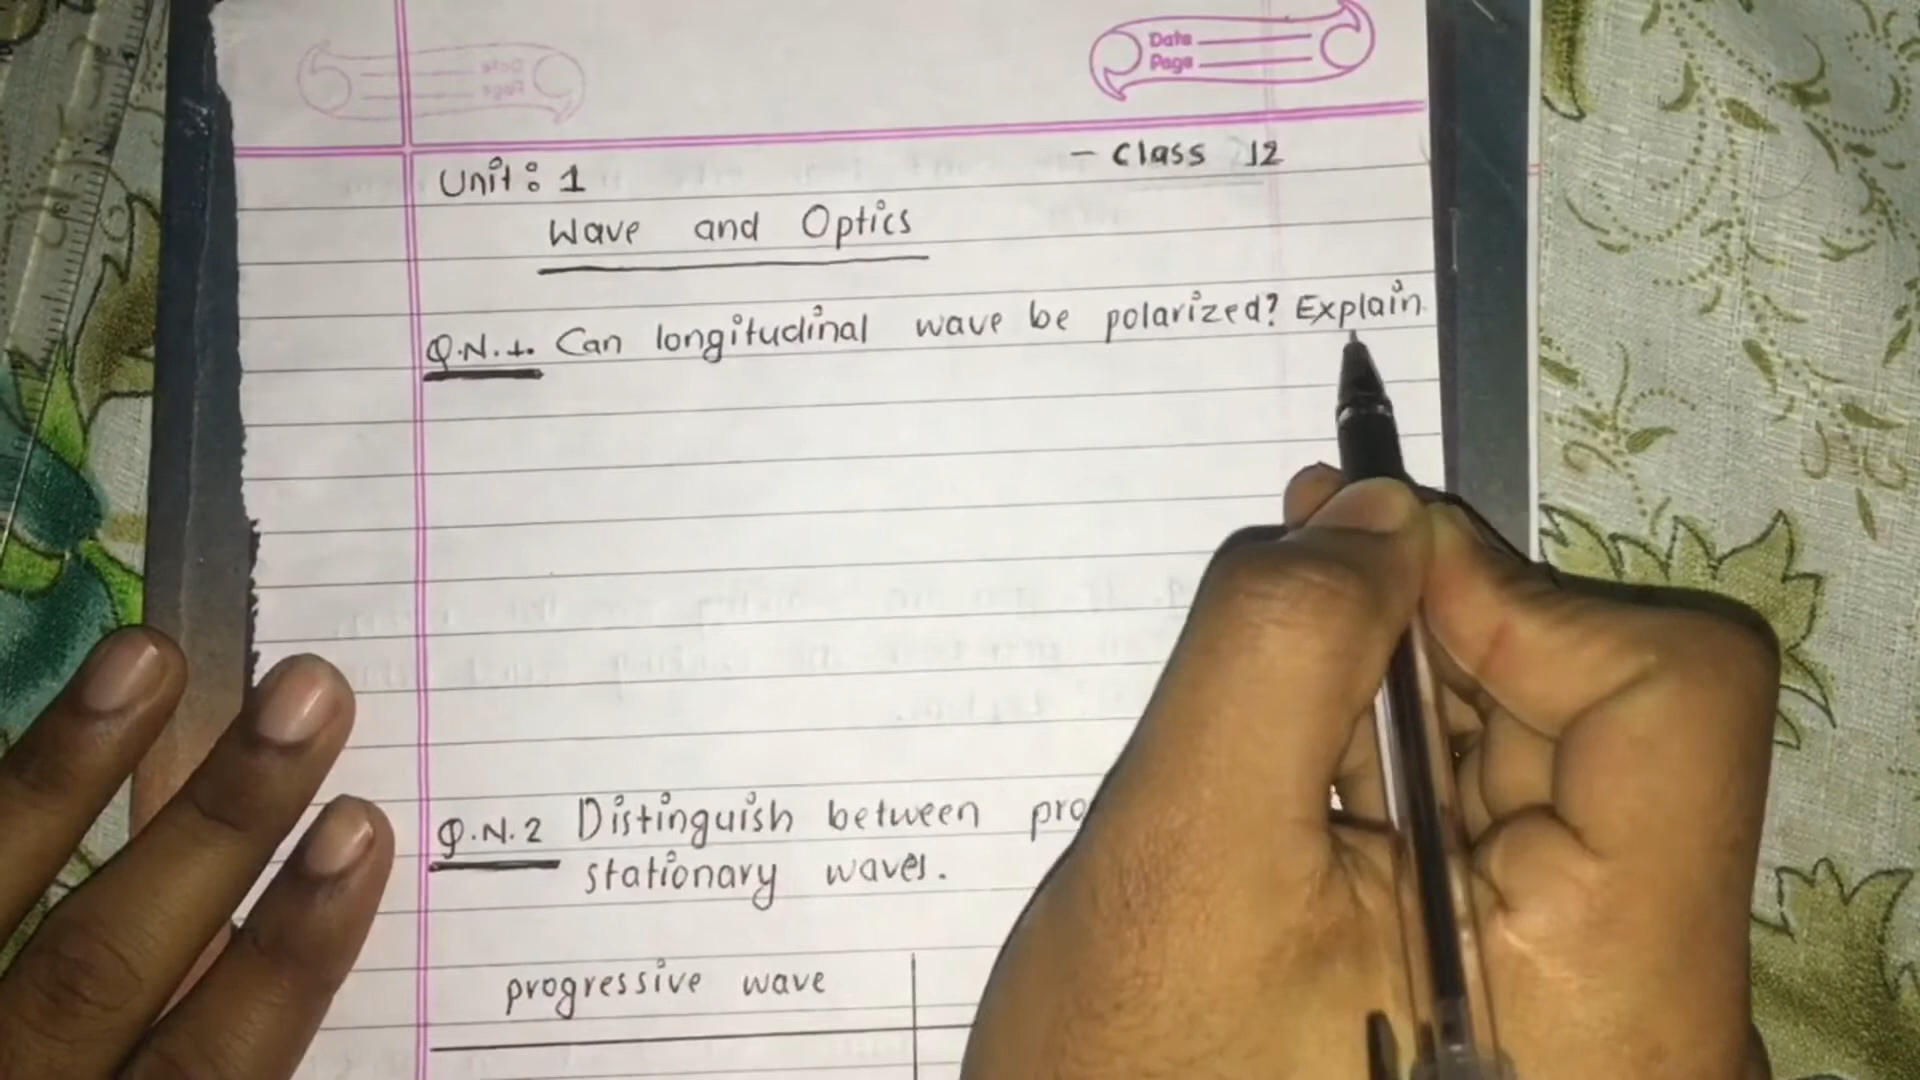 Date
Page
Unit: 1
- Class 12
Wave and Optics
Q.N.1. Can longitudinal wave be polarized? Explain.
Q.N.2 Distinguish between
stationary waves.
progressive wave